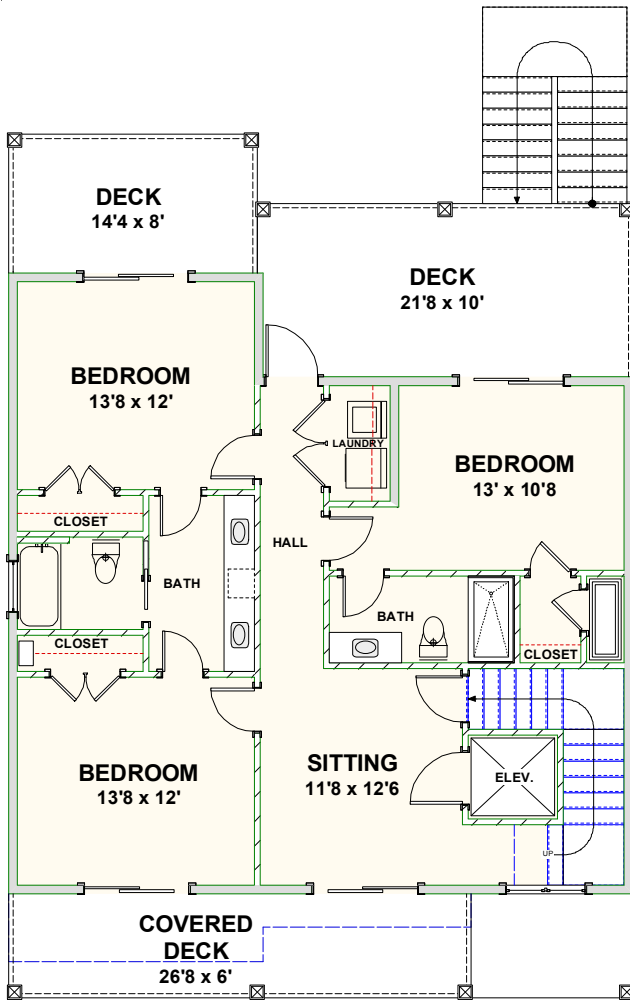 DECK
14'4 x 8'
DECK
21'8 x 10'
BEDROOM
13'8 x 12'
LAUNDRY
BEDROOM
13' x 10'8
CLOSET
HALL
BATH
BATH
CLOSET
CLOSET
SITTING
11'8 x 12'6
BEDROOM
13'8 x 12'
ELEV.
UP
COVERED
DECK
26'8 x 6'